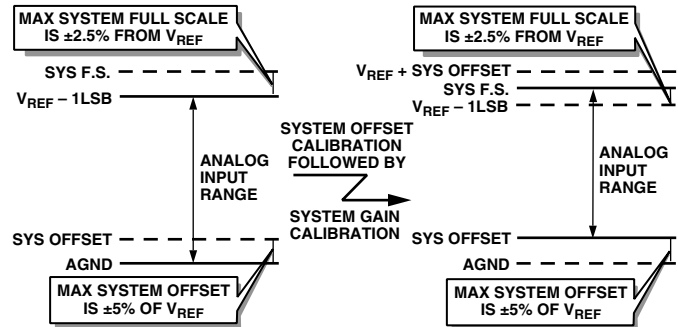 MAX SYSTEM FULL SCALE
IS ±2.5% FROM VREF
SYS F.S.
VREF – 1LSB
ANALOG
INPUT
RANGE
SYS OFFSET
AGND
MAX SYSTEM OFFSET
IS ±5% OF VREF
SYSTEM OFFSET
CALIBRATION
FOLLOWED BY
SYSTEM GAIN
CALIBRATION
MAX SYSTEM FULL SCALE
IS ±2.5% FROM VREF
VREF + SYS OFFSET
SYS F.S.
VREF – 1LSB
ANALOG
INPUT
RANGE
SYS OFFSET
AGND
MAX SYSTEM OFFSET
IS ±5% OF VREF